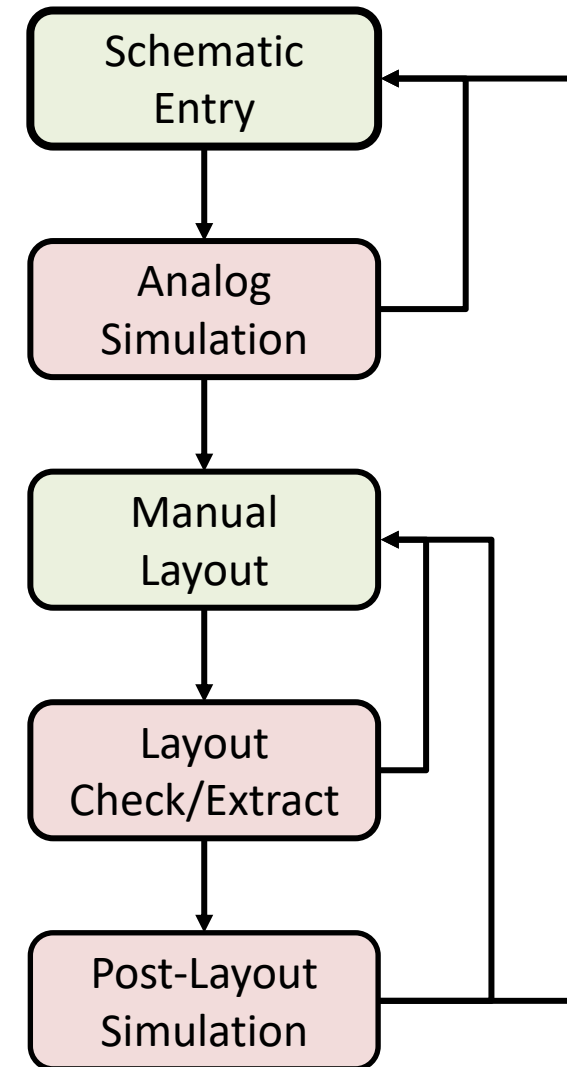 Schematic
Entry
Analog
Simulation
Manual
Layout
Layout
Check/Extract
Post-Layout
Simulation